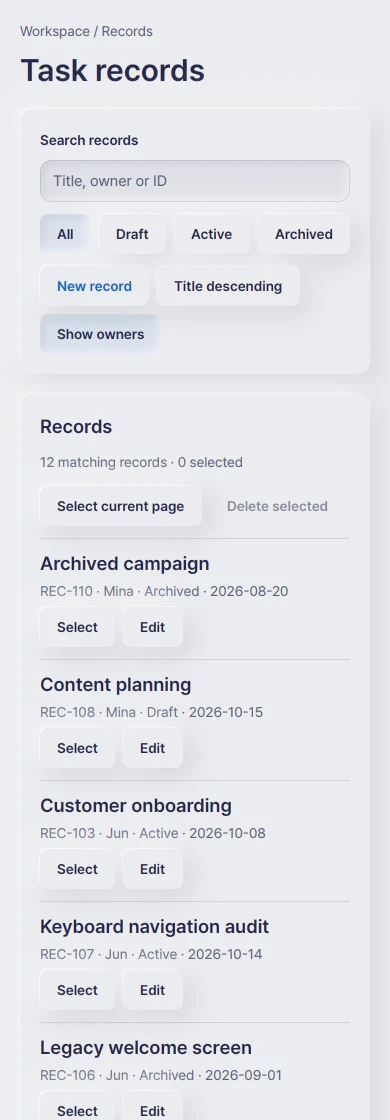 Workspace / Records
Task records
Search records
Title, owner or ID
All Draft Active Archived
New record Title descending
Show owners
Records
12 matching records · 0 selected
Select current page Delete selected
Archived campaign
REC-110 · Mina · Archived · 2026-08-20
Select Edit
Content planning
REC-108 · Mina · Draft · 2026-10-15
Select Edit
Customer onboarding
REC-103 · Jun · Active · 2026-10-08
Select Edit
Keyboard navigation audit
REC-107 · Jun · Active · 2026-10-14
Select Edit
Legacy welcome screen
REC-106 · Jun · Archived · 2026-09-01
Select Edit